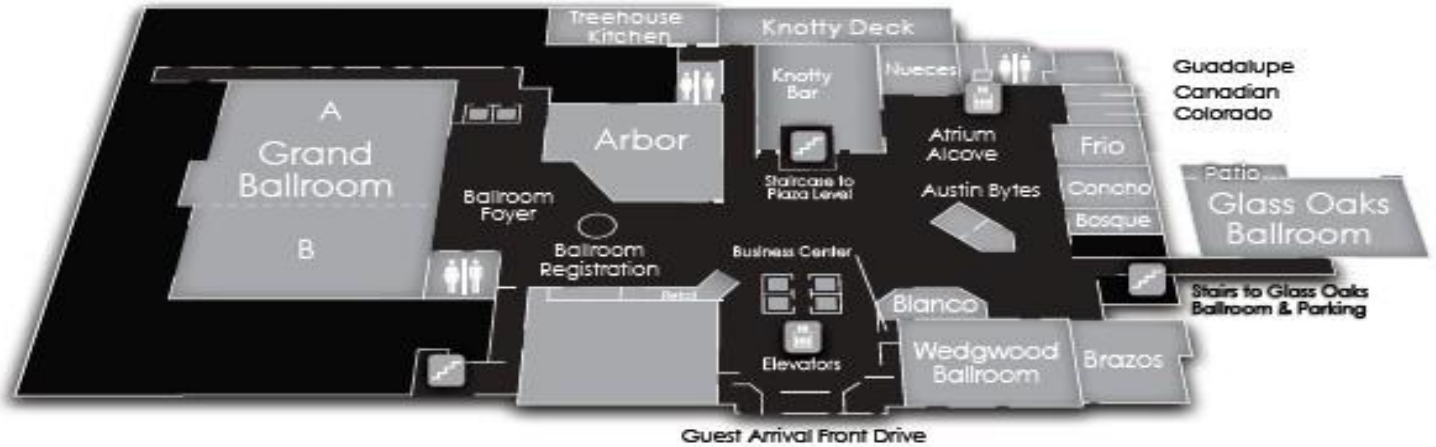 Treehouse
Kitchen
Knotty Deck
Knotty
Bar
Nueces
Guadalupe
Canadian
Colorado
A
Grand
Ballroom
B
Arbor
Atrium
Alcove
Frio
Staircase to
Plaza Level
Austin Bytes
Concho
Bosque
Patio
Glass Oaks
Ballroom
Ballroom
Foyer
Ballroom
Registration
Business Center
Retail
Blanco
Stairs to Glass Oaks
Ballroom & Parking
Elevators
Wedgwood
Ballroom
Brazos
Guest Arrival Front Drive